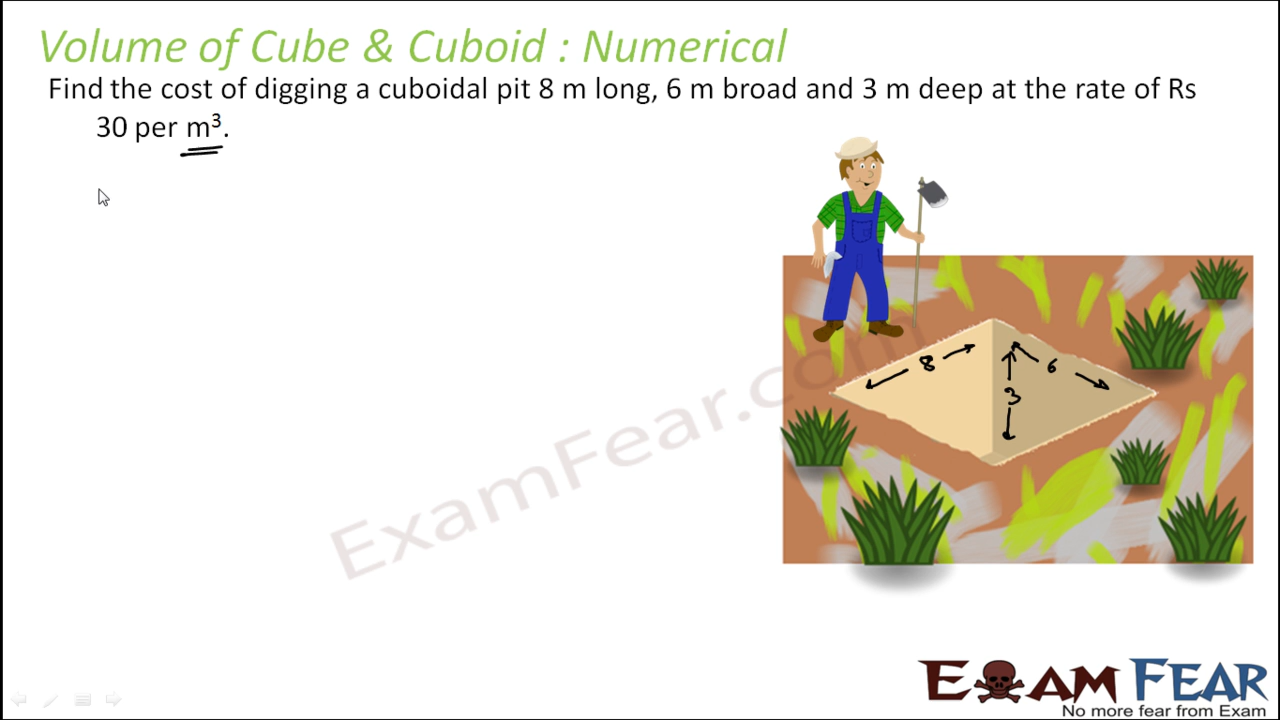 Volume of Cube & Cuboid : Numerical
Find the cost of digging a cuboidal pit 8 m long, 6 m broad and 3 m deep at the rate of Rs
30 per m³.
8
6
3
ExamFear.com
EXAM FEAR
No more fear from Exam